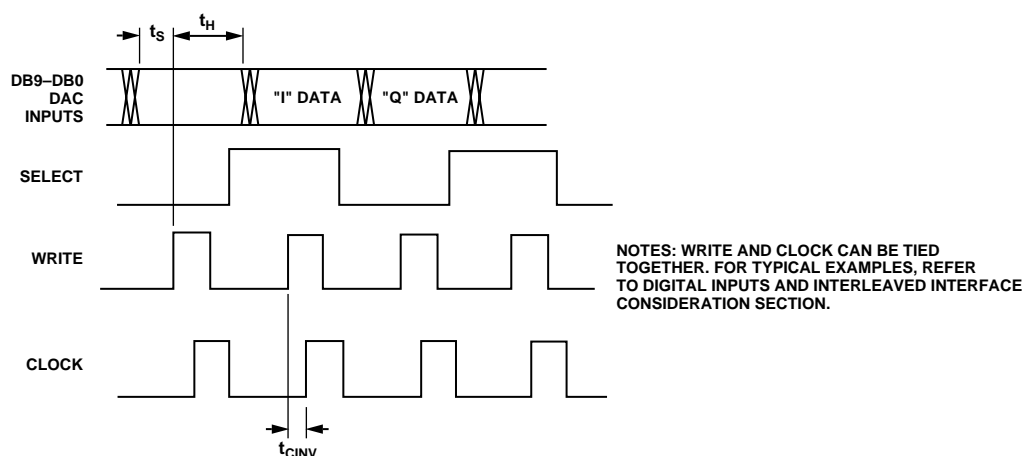 tS
tH
DB9–DB0
DAC
INPUTS
"I" DATA
"Q" DATA
SELECT
WRITE
NOTES: WRITE AND CLOCK CAN BE TIED
TOGETHER. FOR TYPICAL EXAMPLES, REFER
TO DIGITAL INPUTS AND INTERLEAVED INTERFACE
CONSIDERATION SECTION.
CLOCK
tCINV